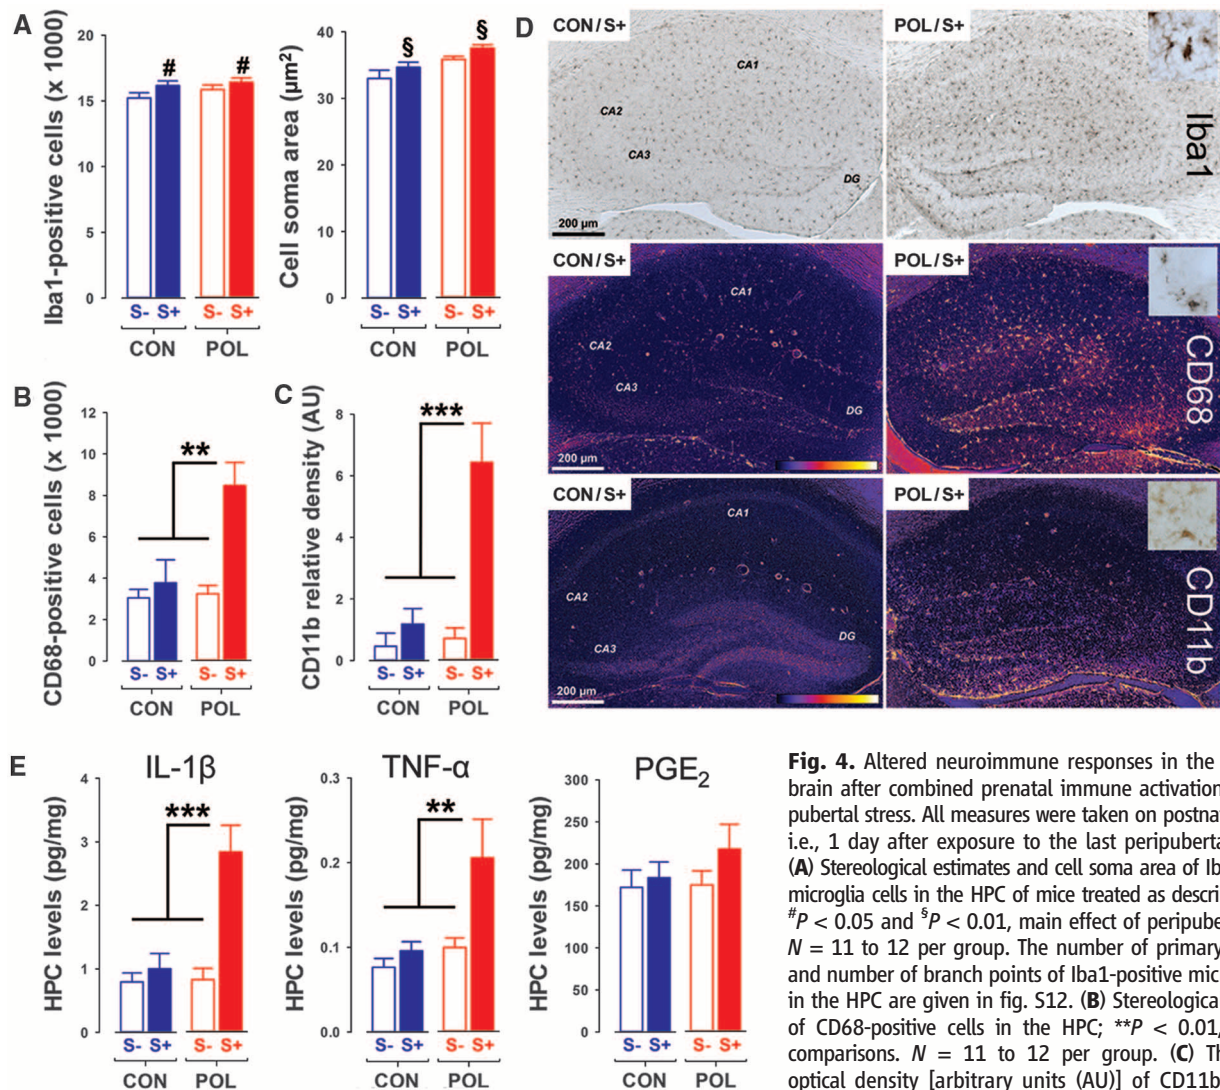 A
Iba1-positive cells (x 1000)
20
15
10
5
0
# #
S- S+ S- S+
CON POL
Cell soma area (µm²)
40
30
20
10
0
§ §
S- S+ S- S+
CON POL
B
CD68-positive cells (x 1000)
12
10
8
6
4
2
0
**
S- S+ S- S+
CON POL
C
CD11b relative density (AU)
8
6
4
2
0
***
S- S+ S- S+
CON POL
D
CON / S+
CA1
CA2
CA3
DG
200 µm
POL / S+
Iba1
CON / S+
CA1
CA2
CA3
DG
200 µm
POL / S+
CD68
CON / S+
CA1
CA2
CA3
DG
200 µm
POL / S+
CD11b
E
IL-1β
HPC levels (pg/mg)
4
3
2
1
0
***
S- S+ S- S+
CON POL
TNF-α
HPC levels (pg/mg)
0.3
0.2
0.1
0.0
**
S- S+ S- S+
CON POL
PGE₂
HPC levels (pg/mg)
300
250
200
150
100
50
0
S- S+ S- S+
CON POL
Fig. 4. Altered neuroimmune responses in the
brain after combined prenatal immune activation
pubertal stress. All measures were taken on postna
i.e., 1 day after exposure to the last peripuberta
(A) Stereological estimates and cell soma area of Ib
microglia cells in the HPC of mice treated as descri
#P < 0.05 and §P < 0.01, main effect of peripube
N = 11 to 12 per group. The number of primary
and number of branch points of Iba1-positive mic
in the HPC are given in fig. S12. (B) Stereologica
of CD68-positive cells in the HPC; **P < 0.01,
comparisons. N = 11 to 12 per group. (C) Th
optical density [arbitrary units (AU)] of CD11b